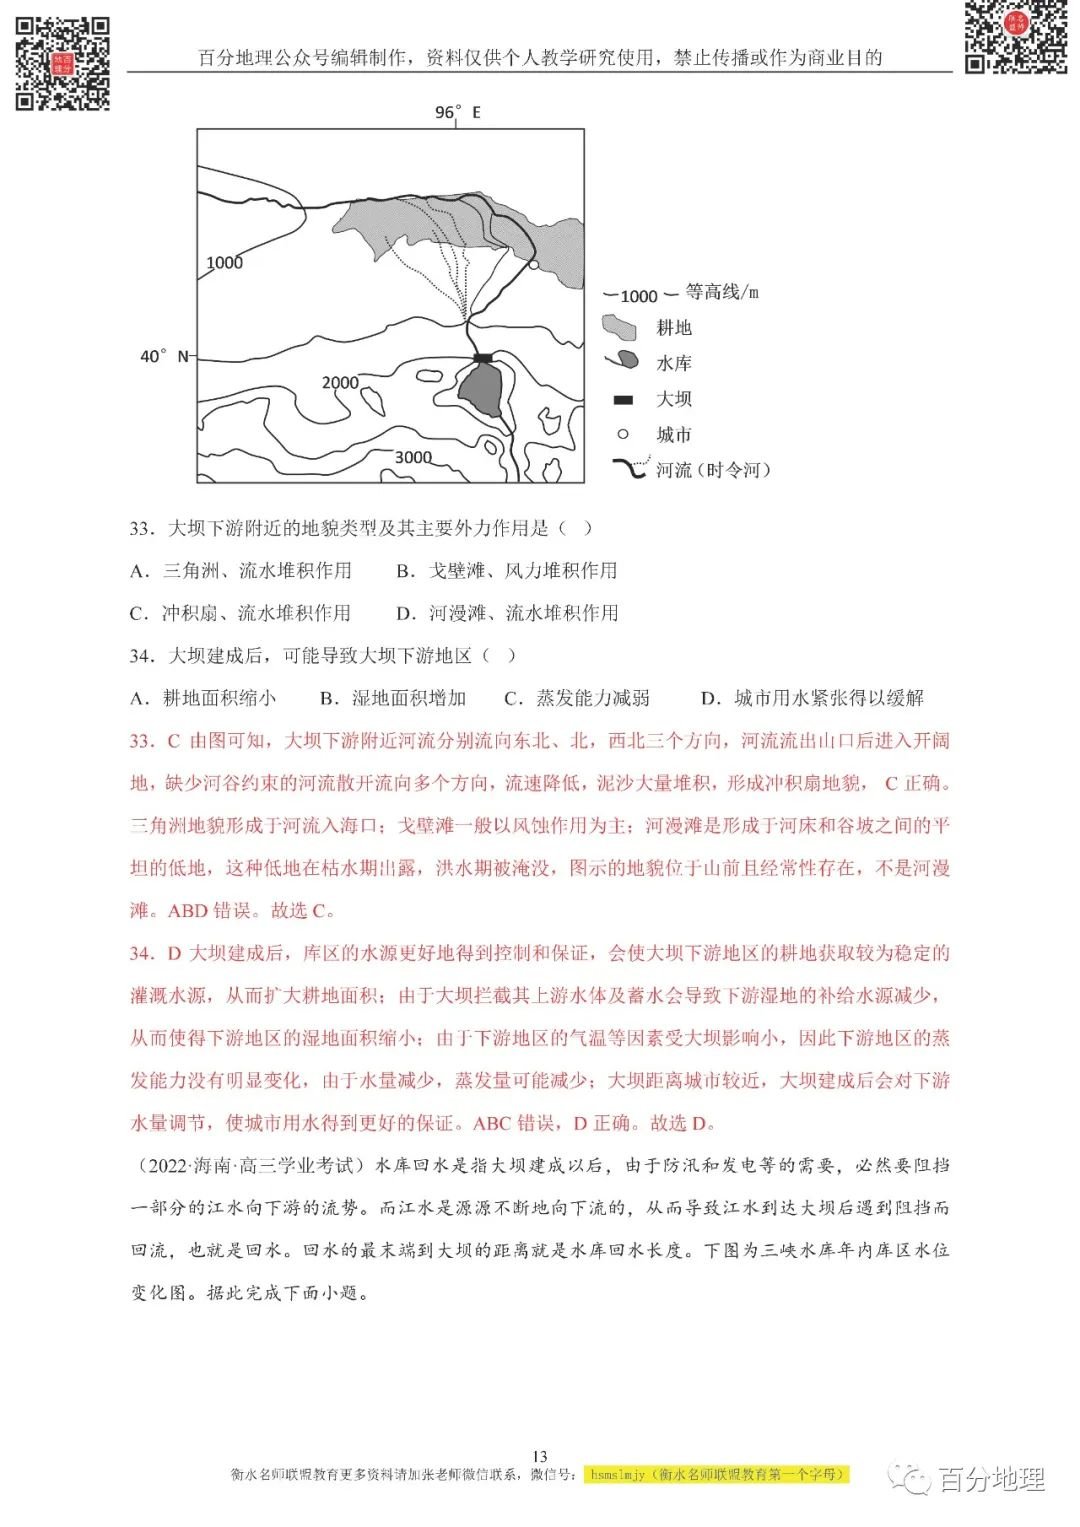 百分地理公众号编辑制作，资料仅供个人教学研究使用，禁止传播或作为商业目的
96°E
1000
40°N
2000
3000
—1000— 等高线/m
耕地
水库
大坝
城市
河流（时令河）
33．大坝下游附近的地貌类型及其主要外力作用是（ ）
A．三角洲、流水堆积作用 B．戈壁滩、风力堆积作用
C．冲积扇、流水堆积作用 D．河漫滩、流水堆积作用
34．大坝建成后，可能导致大坝下游地区（ ）
A．耕地面积缩小 B．湿地面积增加 C．蒸发能力减弱 D．城市用水紧张得以缓解
33．C 由图可知，大坝下游附近河流分别流向东北、北，西北三个方向，河流流出山口后进入开阔
地，缺少河谷约束的河流散开流向多个方向，流速降低，泥沙大量堆积，形成冲积扇地貌， C 正确。
三角洲地貌形成于河流入海口；戈壁滩一般以风蚀作用为主；河漫滩是形成于河床和谷坡之间的平
坦的低地，这种低地在枯水期出露，洪水期被淹没，图示的地貌位于山前且经常性存在，不是河漫
滩。ABD 错误。故选 C。
34．D 大坝建成后，库区的水源更好地得到控制和保证，会使大坝下游地区的耕地获取较为稳定的
灌溉水源，从而扩大耕地面积；由于大坝拦截其上游水体及蓄水会导致下游湿地的补给水源减少，
从而使得下游地区的湿地面积缩小；由于下游地区的气温等因素受大坝影响小，因此下游地区的蒸
发能力没有明显变化，由于水量减少，蒸发量可能减少；大坝距离城市较近，大坝建成后会对下游
水量调节，使城市用水得到更好的保证。ABC 错误，D 正确。故选 D。
（2022·海南·高三学业考试）水库回水是指大坝建成以后，由于防汛和发电等的需要，必然要阻挡
一部分的江水向下游的流势。而江水是源源不断地向下流的，从而导致江水到达大坝后遇到阻挡而
回流，也就是回水。回水的最末端到大坝的距离就是水库回水长度。下图为三峡水库年内库区水位
变化图。据此完成下面小题。
13
衡水名师联盟教育更多资料请加张老师微信联系，微信号：hsmslmjy（衡水名师联盟教育第一个字母）
百分地理